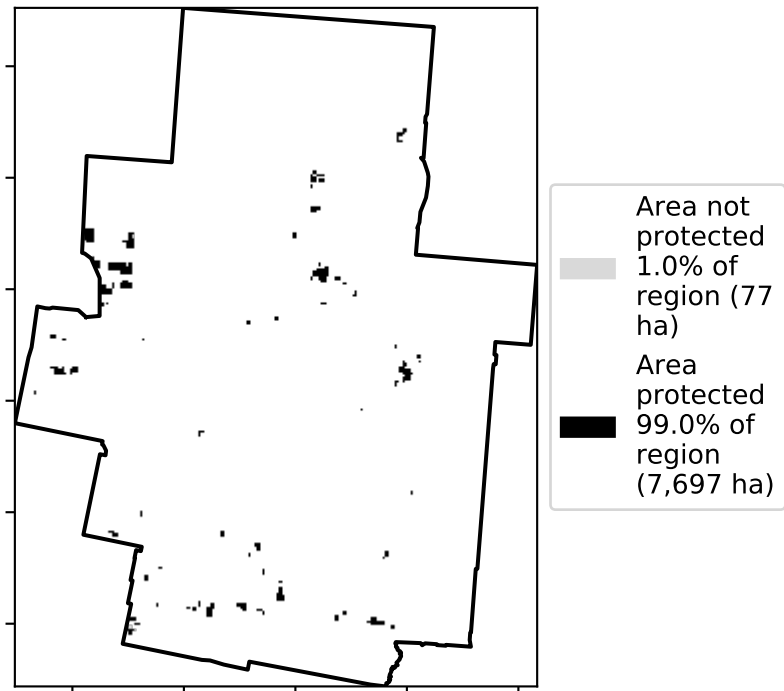 Area not
protected
1.0% of
region (77
ha)
Area
protected
99.0% of
region
(7,697 ha)